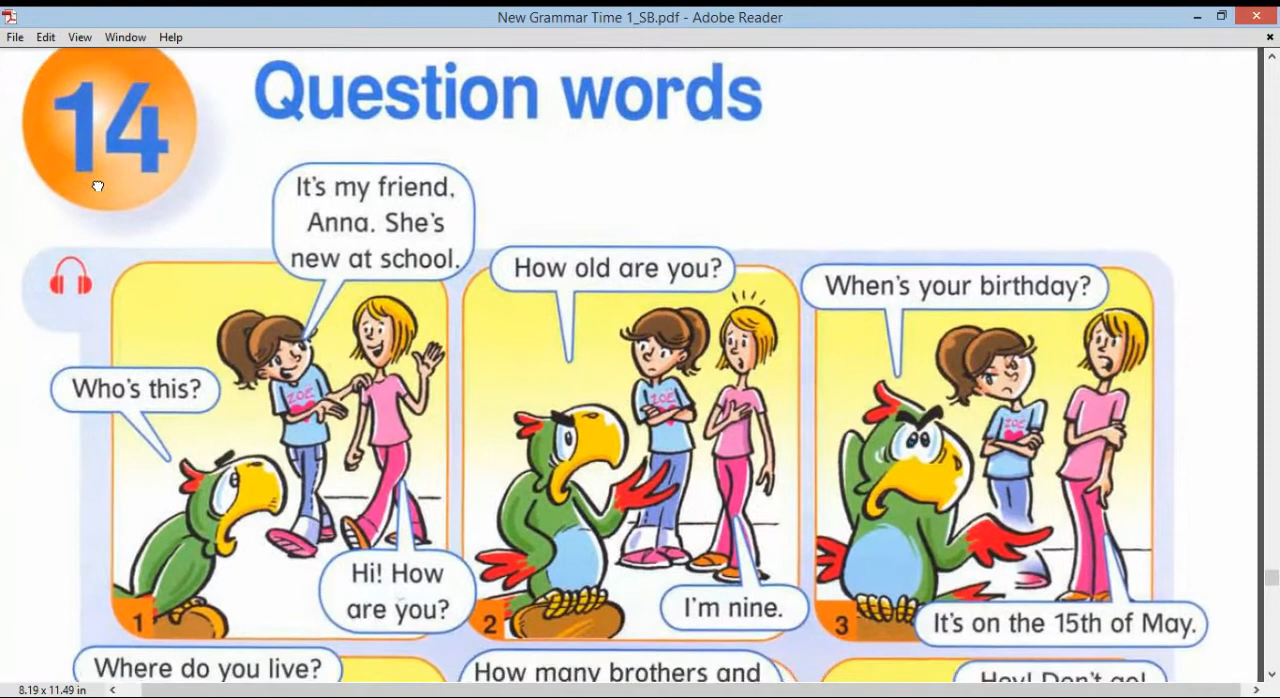 New Grammar Time 1_SB.pdf - Adobe Reader
File Edit View Window Help
14
Question words
It's my friend,
Anna. She's
new at school.
Who's this?
ZOE
Hi! How
are you?
1
How old are you?
ZOE
I'm nine.
2
When's your birthday?
ZOE
It's on the 15th of May.
3
Where do you live?
How many brothers and
Hey! Don't go!
8.19 x 11.49 in